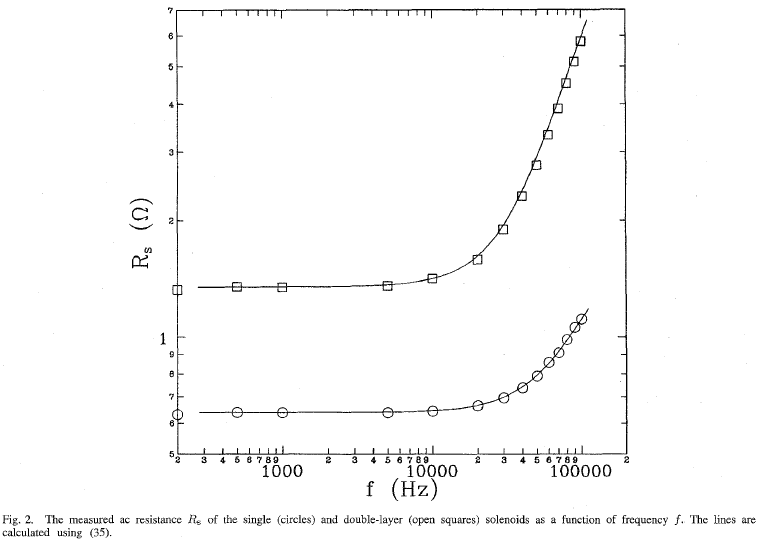 7
6
5
4
3
2
1
9
8
7
6
5
R_s (Ω)
2 3 4 5 6 7 8 9 2 3 4 5 6 7 8 9 2 3 4 5 6 7 8 9 2
1000 10000 100000
f (Hz)
Fig. 2. The measured ac resistance R_s of the single (circles) and double-layer (open squares) solenoids as a function of frequency f. The lines are
calculated using (35).